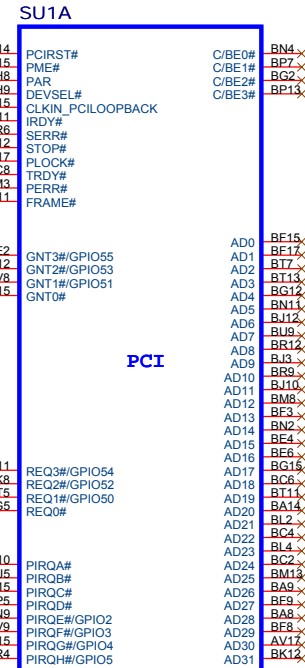 SU1A
PCIRST# C/BE0# BN4
PME# C/BE1# BP7
PAR C/BE2# BG2
DEVSEL# C/BE3# BP13
CLKIN_PCILOOPBACK
IRDY#
SERR#
STOP#
PLOCK#
TRDY#
PERR#
FRAME#
AD0 BF15
GNT3#/GPIO55 AD1 BF17
GNT2#/GPIO53 AD2 BT7
GNT1#/GPIO51 AD3 BT13
GNT0# AD4 BG12
AD5 BN11
AD6 BJ12
AD7 BU9
AD8 BR12
PCI AD9 BJ3
AD10 BR9
AD11 BJ10
AD12 BM8
AD13 BF3
AD14 BN2
AD15 BE4
AD16 BE6
REQ3#/GPIO54 AD17 BG15
REQ2#/GPIO52 AD18 BC6
REQ1#/GPIO50 AD19 BT11
REQ0# AD20 BA14
AD21 BL2
AD22 BC4
AD23 BL4
PIRQA# AD24 BC2
PIRQB# AD25 BM13
PIRQC# AD26 BA9
PIRQD# AD27 BF9
PIRQE#/GPIO2 AD28 BA8
PIRQF#/GPIO3 AD29 BF8
PIRQG#/GPIO4 AD30 AV17
PIRQH#/GPIO5 AD31 BK12